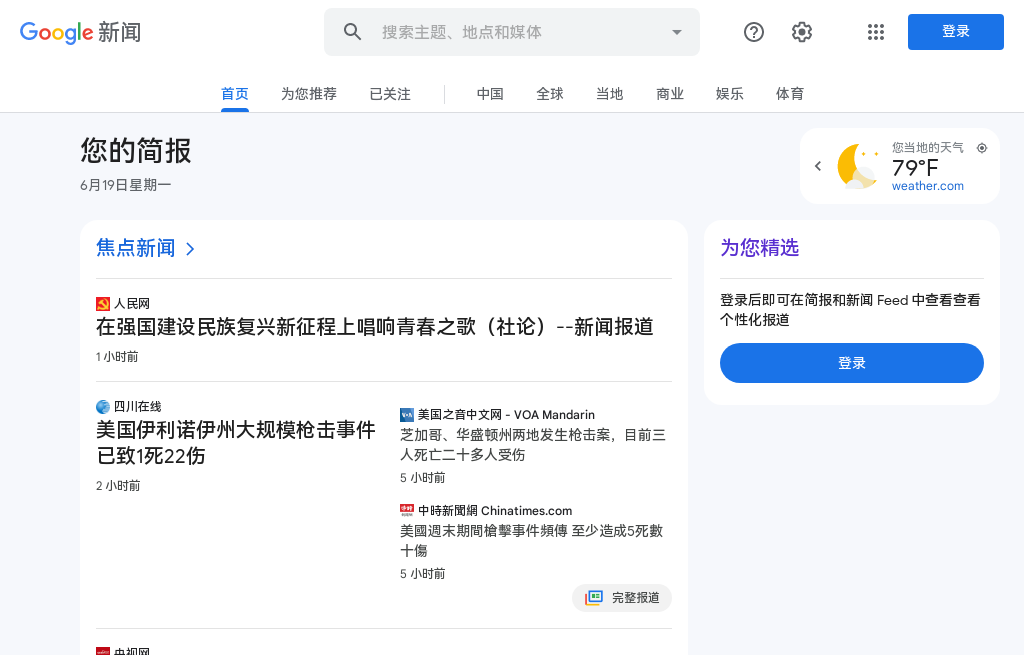 Google 新闻
搜索主题、地点和媒体
登录
首页 为您推荐 已关注 中国 全球 当地 商业 娱乐 体育
您的简报
6月19日星期一
您当地的天气
79°F
weather.com
焦点新闻
人民网
在强国建设民族复兴新征程上唱响青春之歌（社论）--新闻报道
1 小时前
四川在线
美国伊利诺伊州大规模枪击事件
已致1死22伤
2 小时前
美国之音中文网 - VOA Mandarin
芝加哥、华盛顿州两地发生枪击案，目前三
人死亡二十多人受伤
5 小时前
中時新聞網 Chinatimes.com
美國週末期間槍擊事件頻傳 至少造成5死數
十傷
5 小时前
完整报道
央视网
为您精选
登录后即可在简报和新闻 Feed 中查看查看
个性化报道
登录